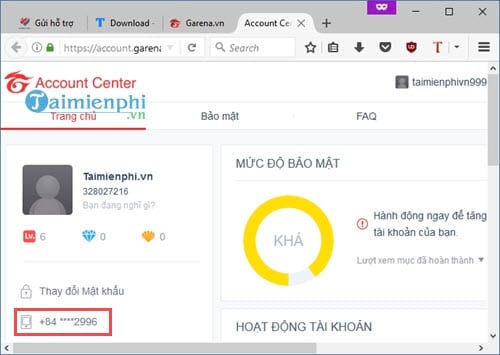 Gửi hỗ trợ
Download -
Garena.vn
Account Center
https://account.garena
Search
Account Center
taimienphivn999
Taimienphi
.vn
Trang chủ
Bảo mật
FAQ
Taimienphi.vn
328027216
Bạn đang nghĩ gì?
Lv. 6
0
0
Thay đổi Mật khẩu
+84 ****2996
MỨC ĐỘ BẢO MẬT
KHÁ
Hành động ngay để tăng
tài khoản của bạn.
Lượt xem mục đã hoàn thành
HOẠT ĐỘNG TÀI KHOẢN